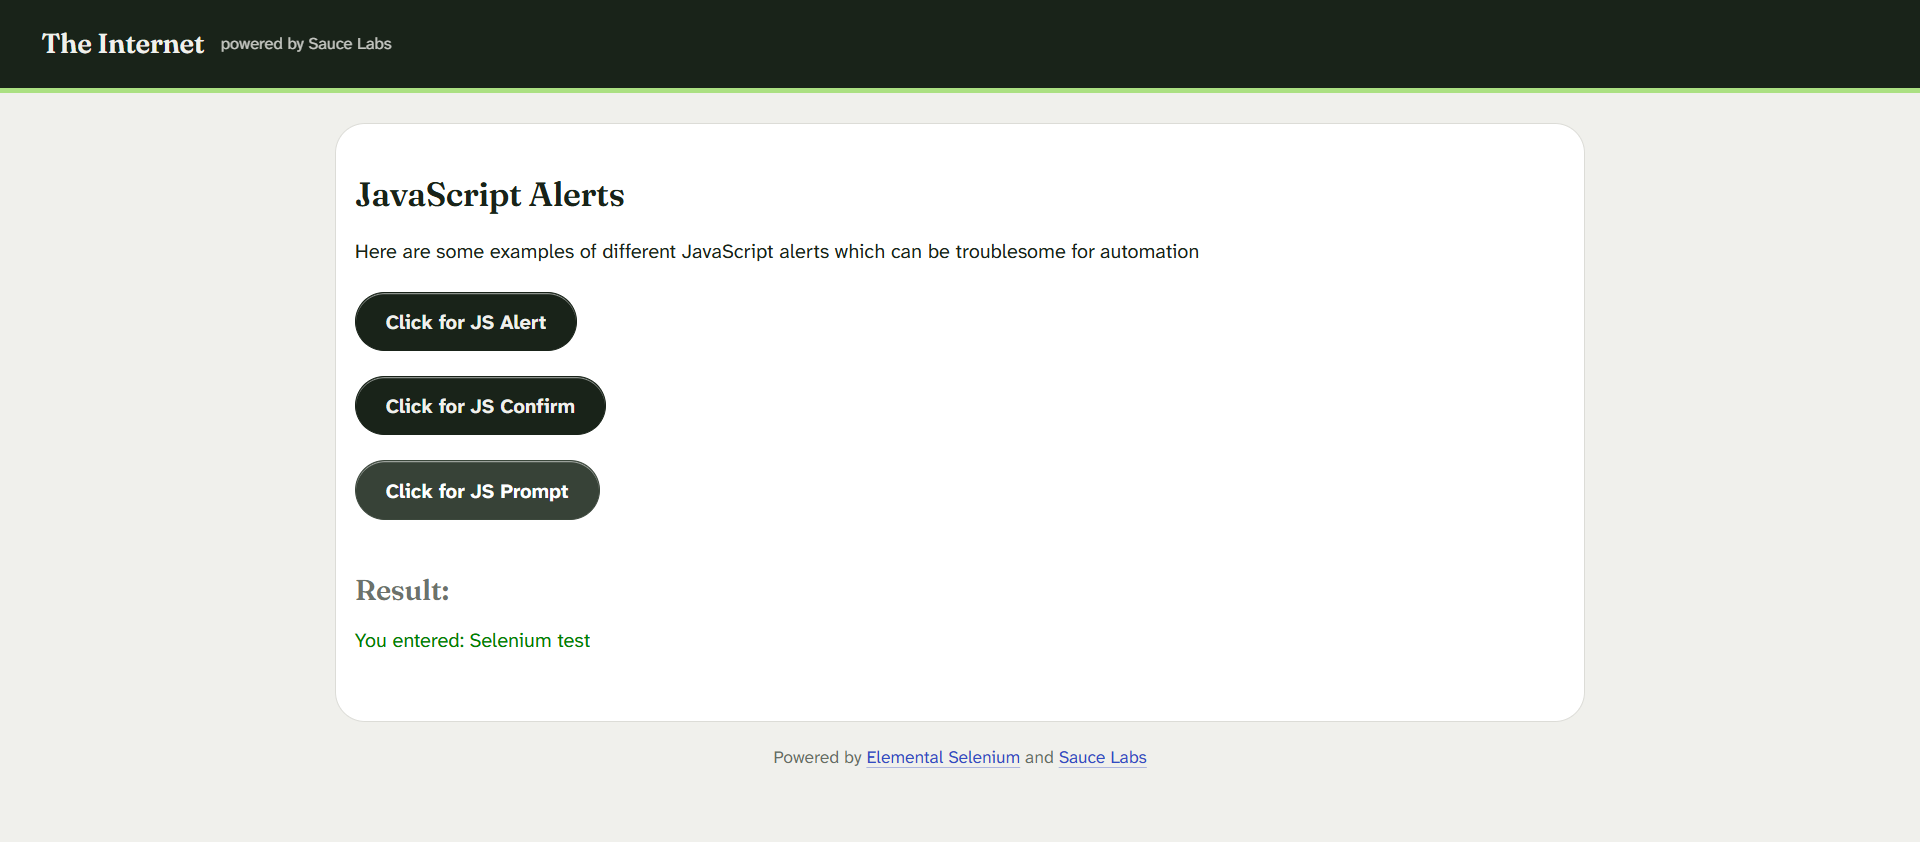 The Internet powered by Sauce Labs
JavaScript Alerts
Here are some examples of different JavaScript alerts which can be troublesome for automation
Click for JS Alert
Click for JS Confirm
Click for JS Prompt
Result:
You entered: Selenium test
Powered by Elemental Selenium and Sauce Labs